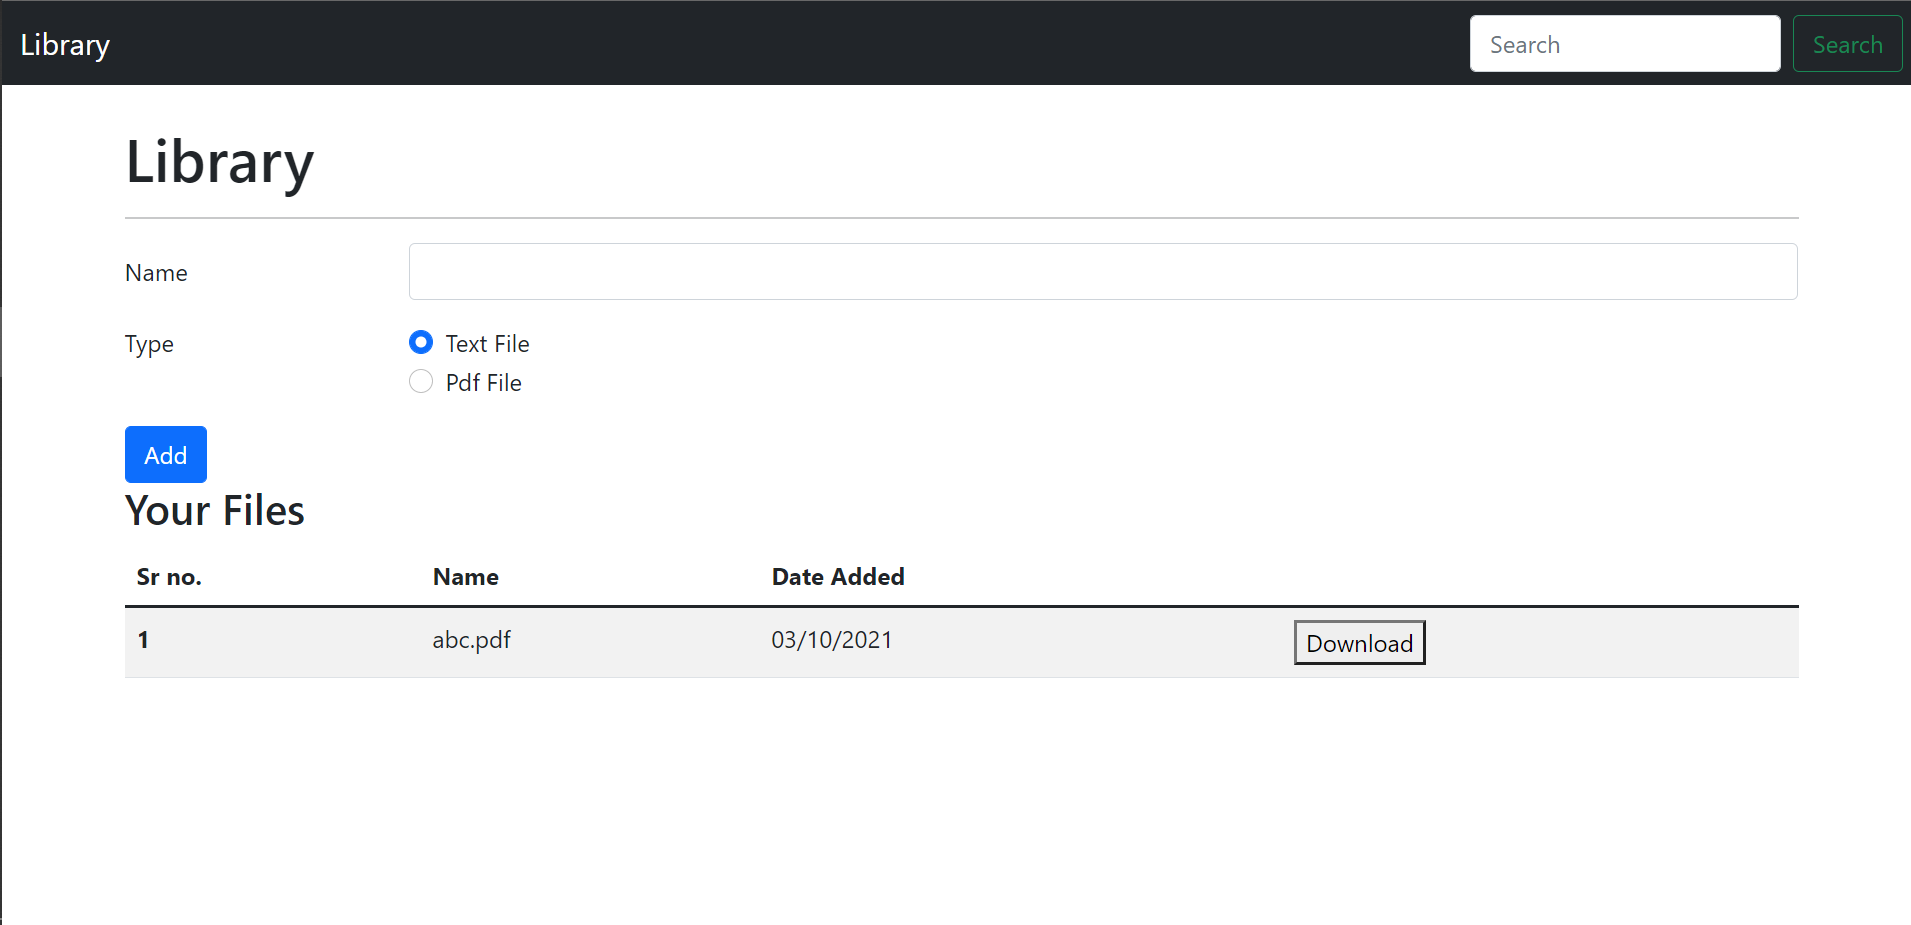 Library Search Search
Library
Name
Type Text File
Pdf File
Add
Your Files
Sr no. Name Date Added
1 abc.pdf 03/10/2021 Download